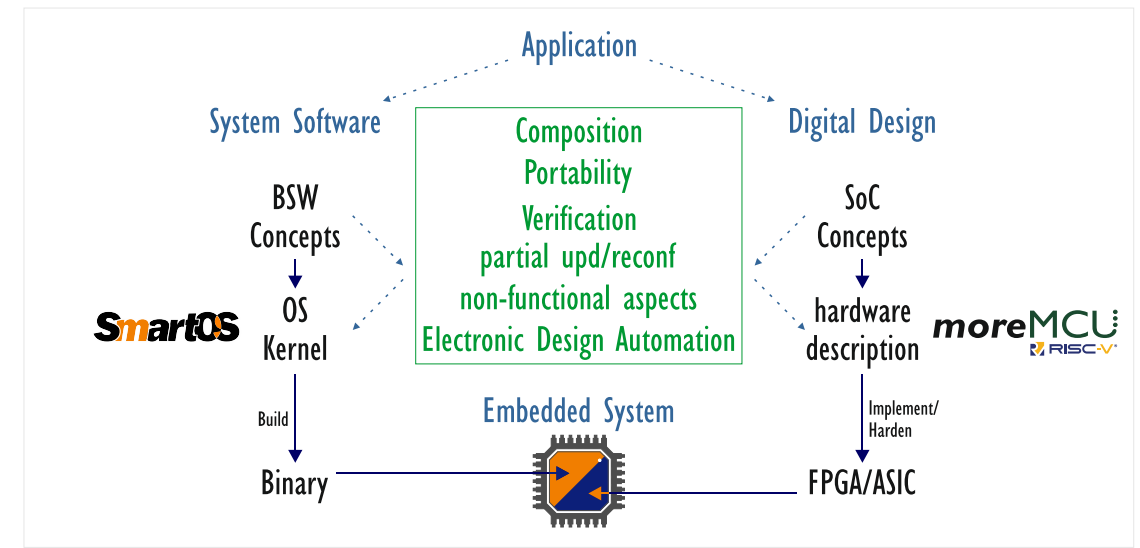 Application
System Software
Digital Design
Composition
Portability
Verification
partial upd/reconf
non-functional aspects
Electronic Design Automation
BSW
Concepts
SoC
Concepts
SmartOS
OS
Kernel
hardware
description
moreMCU
RISC-V
Build
Implement/
Harden
Embedded System
Binary
FPGA/ASIC